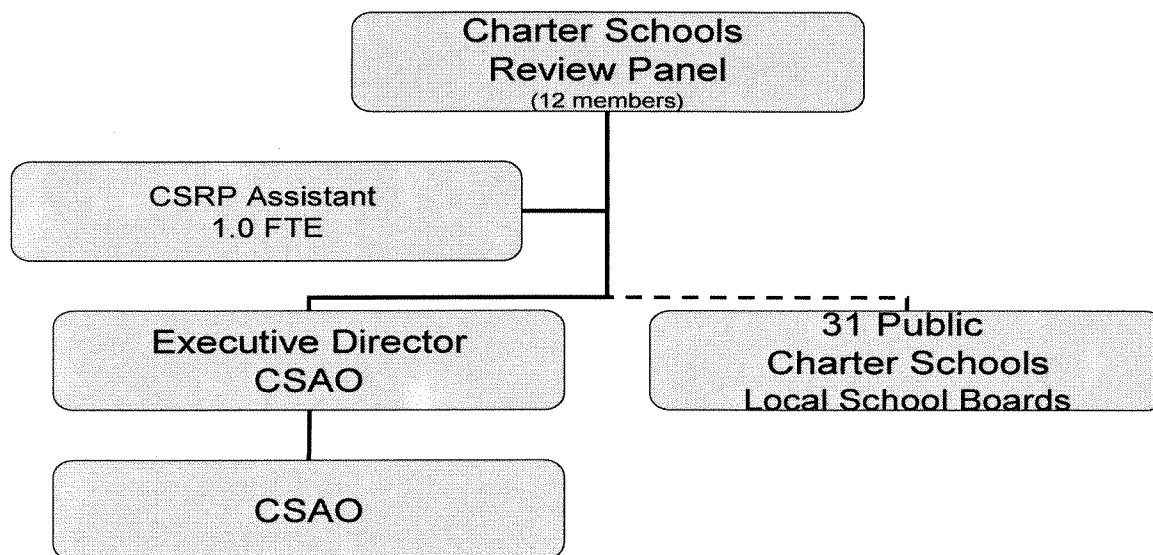 Charter Schools
Review Panel
(12 members)
CSRP Assistant
1.0 FTE
Executive Director
CSAO
31 Public
Charter Schools
Local School Boards
CSAO